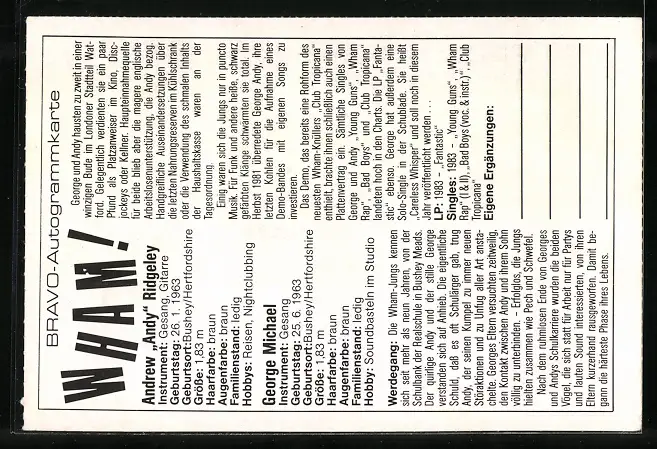 BRAVO-Autogrammkarte
WHAM!
Andrew „Andy" Ridgeley
Instrument: Gesang, Gitarre
Geburtstag: 26. 1. 1963
Geburtsort: Bushey/Hertfordshire
Größe: 1,83 m
Haarfarbe: braun
Augenfarbe: braun
Familienstand: ledig
Hobbys: Reisen, Nightclubbing
George Michael
Instrument: Gesang
Geburtstag: 25. 6. 1963
Geburtsort: Bushey/Hertfordshire
Größe: 1,83 m
Haarfarbe: braun
Augenfarbe: braun
Familienstand: ledig
Hobby: Soundbasteln im Studio
Werdegang: Die Wham-Jungs kennen
sich seit mehr als neun Jahren, von der
Schulbank der Realschule in Bushey Meads.
Der quirlige Andy und der stille George
verstanden sich auf Anhieb. Die eigentliche
Schuld, daß es oft Schulärger gab, trug
Andy, der seinen Kumpel zu immer neuen
Störaktionen und zu Unfug aller Art ansta-
chelte. Georges Eltern versuchten zeitweilig,
den Kontakt zwischen Andy und ihrem Sohn
völlig zu unterbinden. – Erfolglos, die Jungs
hielten zusammen wie Pech und Schwefel.
Nach dem ruhmlosen Ende von Georges
und Andys Schulkarriere wurden die beiden
Vögel, die sich statt für Arbeit nur für Partys
und lauten Sound interessierten, von ihren
Eltern kurzerhand rausgeworfen. Damit be-
gann die härteste Phase ihres Lebens.
George und Andy hausten zu zweit in einer
winzigen Bude im Londoner Stadtteil Wat-
ford. Gelegentlich verdienten sie ein paar
Pfund als Platzanweiser im Kino, Disc-
jockeys oder Kellner. Haupteinnahmequelle
für beide blieb aber die magere englische
Arbeitslosenunterstützung, die Andy bezog.
Handgreifliche Auseinandersetzungen über
die letzten Nahrungsreserven im Kühlschrank
oder die Verwendung des schmalen Inhalts
der Haushaltskasse waren an der
Tagesordnung.
Einig waren sich die Jungs nur in puncto
Musik. Für Funk und andere heiße, schwarz
gefärbten Klänge schwärmten sie total. Im
Herbst 1981 überredete George Andy, ihre
letzten Kohlen für die Aufnahme eines
Demo-Bandes mit eigenen Songs zu
investieren.
Das Demo, das bereits eine Rohform des
neuesten Wham-Knüllers „Club Tropicana"
enthielt, brachte ihnen schließlich auch einen
Plattenvertrag ein. Sämtliche Singles von
George und Andy „Young Guns", „Wham
Rap", „Bad Boys" und „Club Tropicana"
landeten hoch in den Charts. Die LP „Fanta-
stic" ebenso. George hat außerdem eine
Solo-Single in der Schublade. Sie heißt
„Careless Whisper" und soll noch in diesem
Jahr veröffentlicht werden...
LP: 1983 - „Fantastic"
Singles: 1983 - „Young Guns", „Wham
Rap" (I & II), „Bad Boys (voc. & instr.)", „Club
Tropicana"
Eigene Ergänzungen: